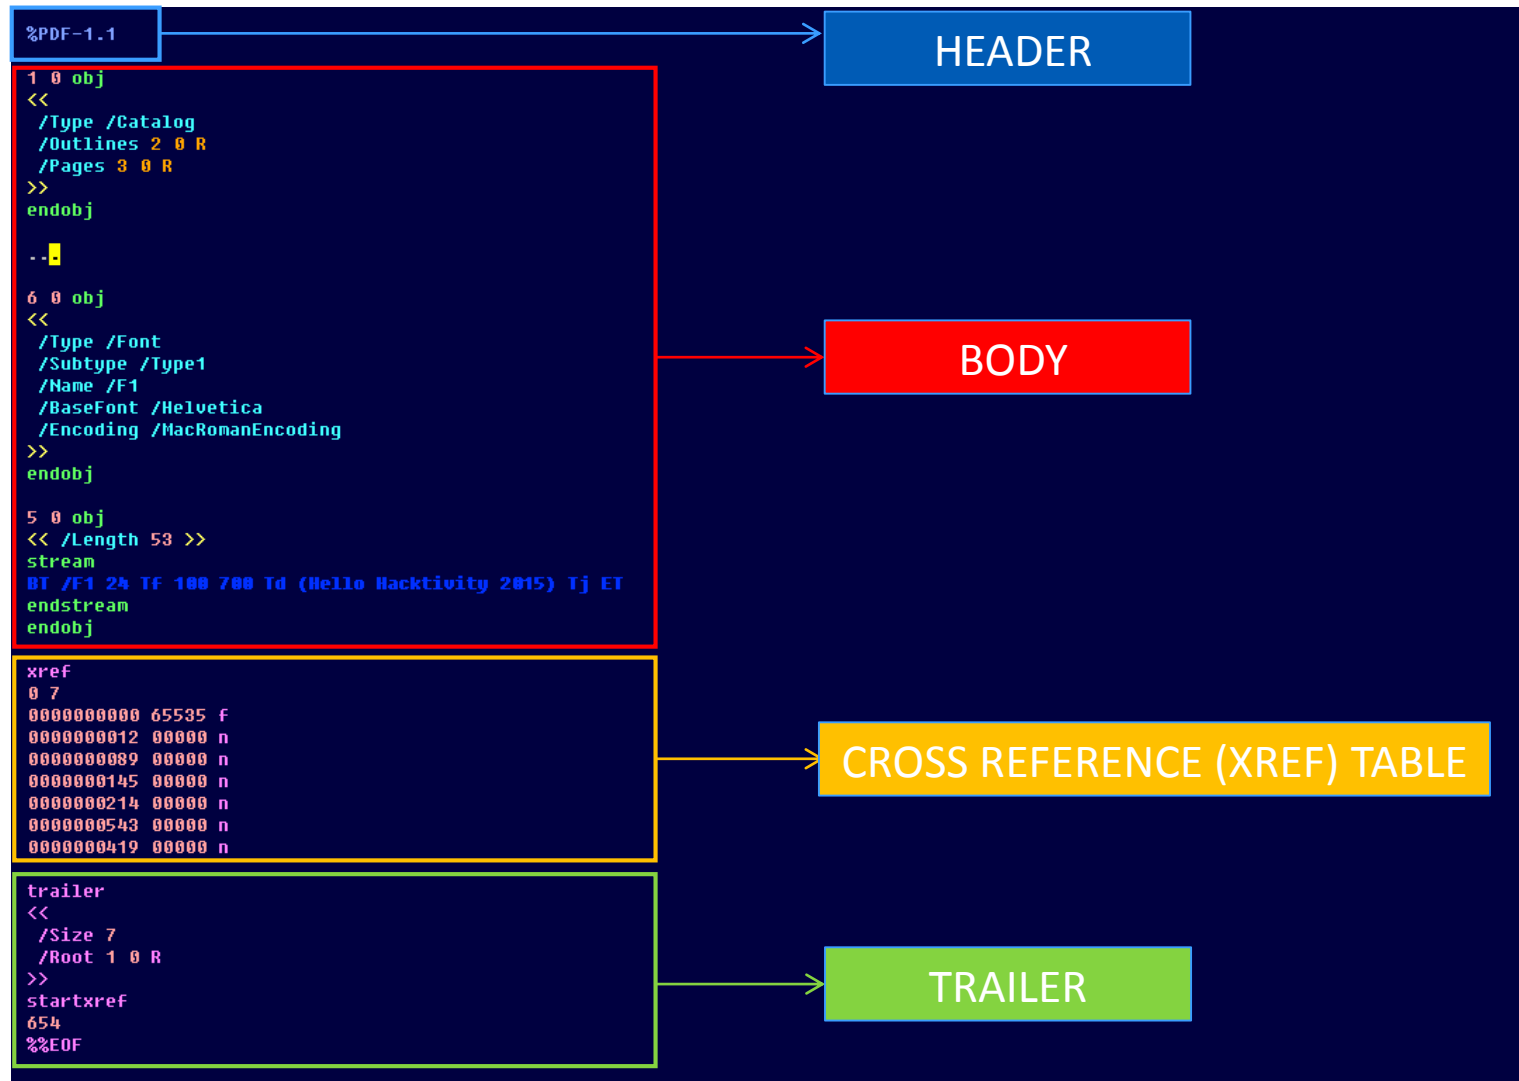 %PDF-1.1
HEADER
1 0 obj
<<
/Type /Catalog
/Outlines 2 0 R
/Pages 3 0 R
>>
endobj
...
6 0 obj
<<
/Type /Font
/Subtype /Type1
/Name /F1
/BaseFont /Helvetica
/Encoding /MacRomanEncoding
>>
endobj
5 0 obj
<< /Length 53 >>
stream
BT /F1 24 Tf 100 700 Td (Hello Hacktivity 2015) Tj ET
endstream
endobj
BODY
xref
0 7
0000000000 65535 f
0000000012 00000 n
0000000089 00000 n
0000000145 00000 n
0000000214 00000 n
0000000543 00000 n
0000000419 00000 n
CROSS REFERENCE (XREF) TABLE
trailer
<<
/Size 7
/Root 1 0 R
>>
startxref
654
%%EOF
TRAILER